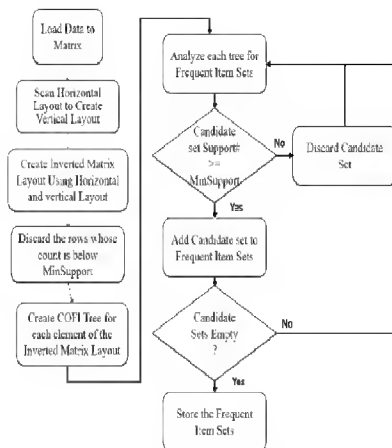 Load Data to
Matrix
Scan Horizontal
Layout to Create
Vertical Layout
Create Inverted Matrix
Layout Using Horizontal
and vertical Layout
Discard the rows whose
count is below
MinSupport
Create COFI Tree for
each element of the
Inverted Matrix Layout
Analyze each tree for
Frequent Item Sets
Candidate
set Support#
>=
MinSupport
No
Discard Candidate
Set
Yes
Add Candidate set to
Frequent Item Sets
Candidate
Sets Empty
?
No
Yes
Store the Frequent
Item Sets